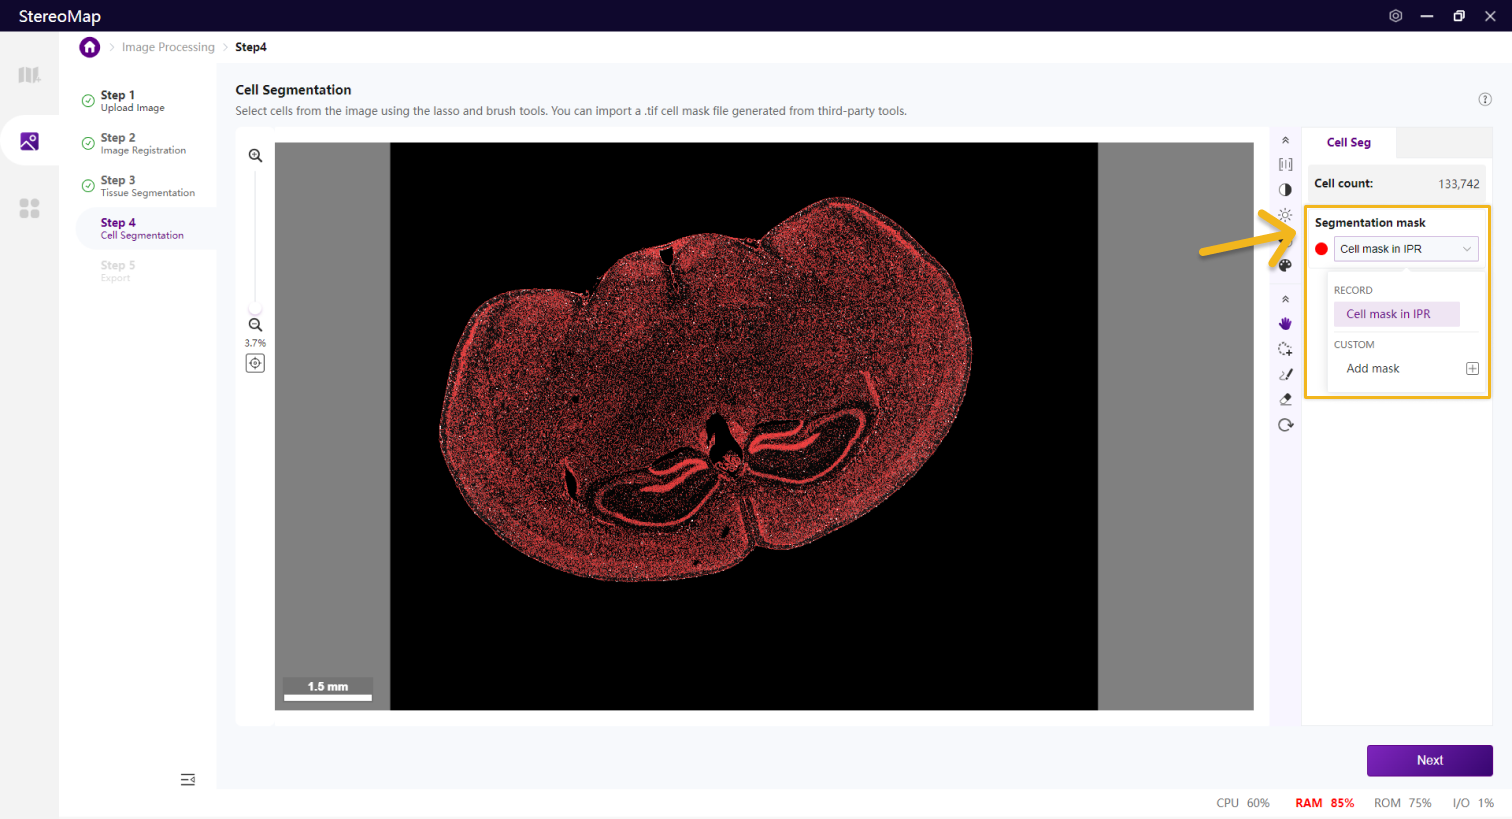 StereoMap
Image Processing > Step4
Step 1
Upload Image
Step 2
Image Registration
Step 3
Tissue Segmentation
Step 4
Cell Segmentation
Step 5
Export
Cell Segmentation
Select cells from the image using the lasso and brush tools. You can import a .tif cell mask file generated from third-party tools.
3.7%
1.5 mm
Cell Seg
Cell count: 133,742
Segmentation mask
Cell mask in IPR
RECORD
Cell mask in IPR
CUSTOM
Add mask
Next
CPU 60% RAM 85% ROM 75% I/O 1%